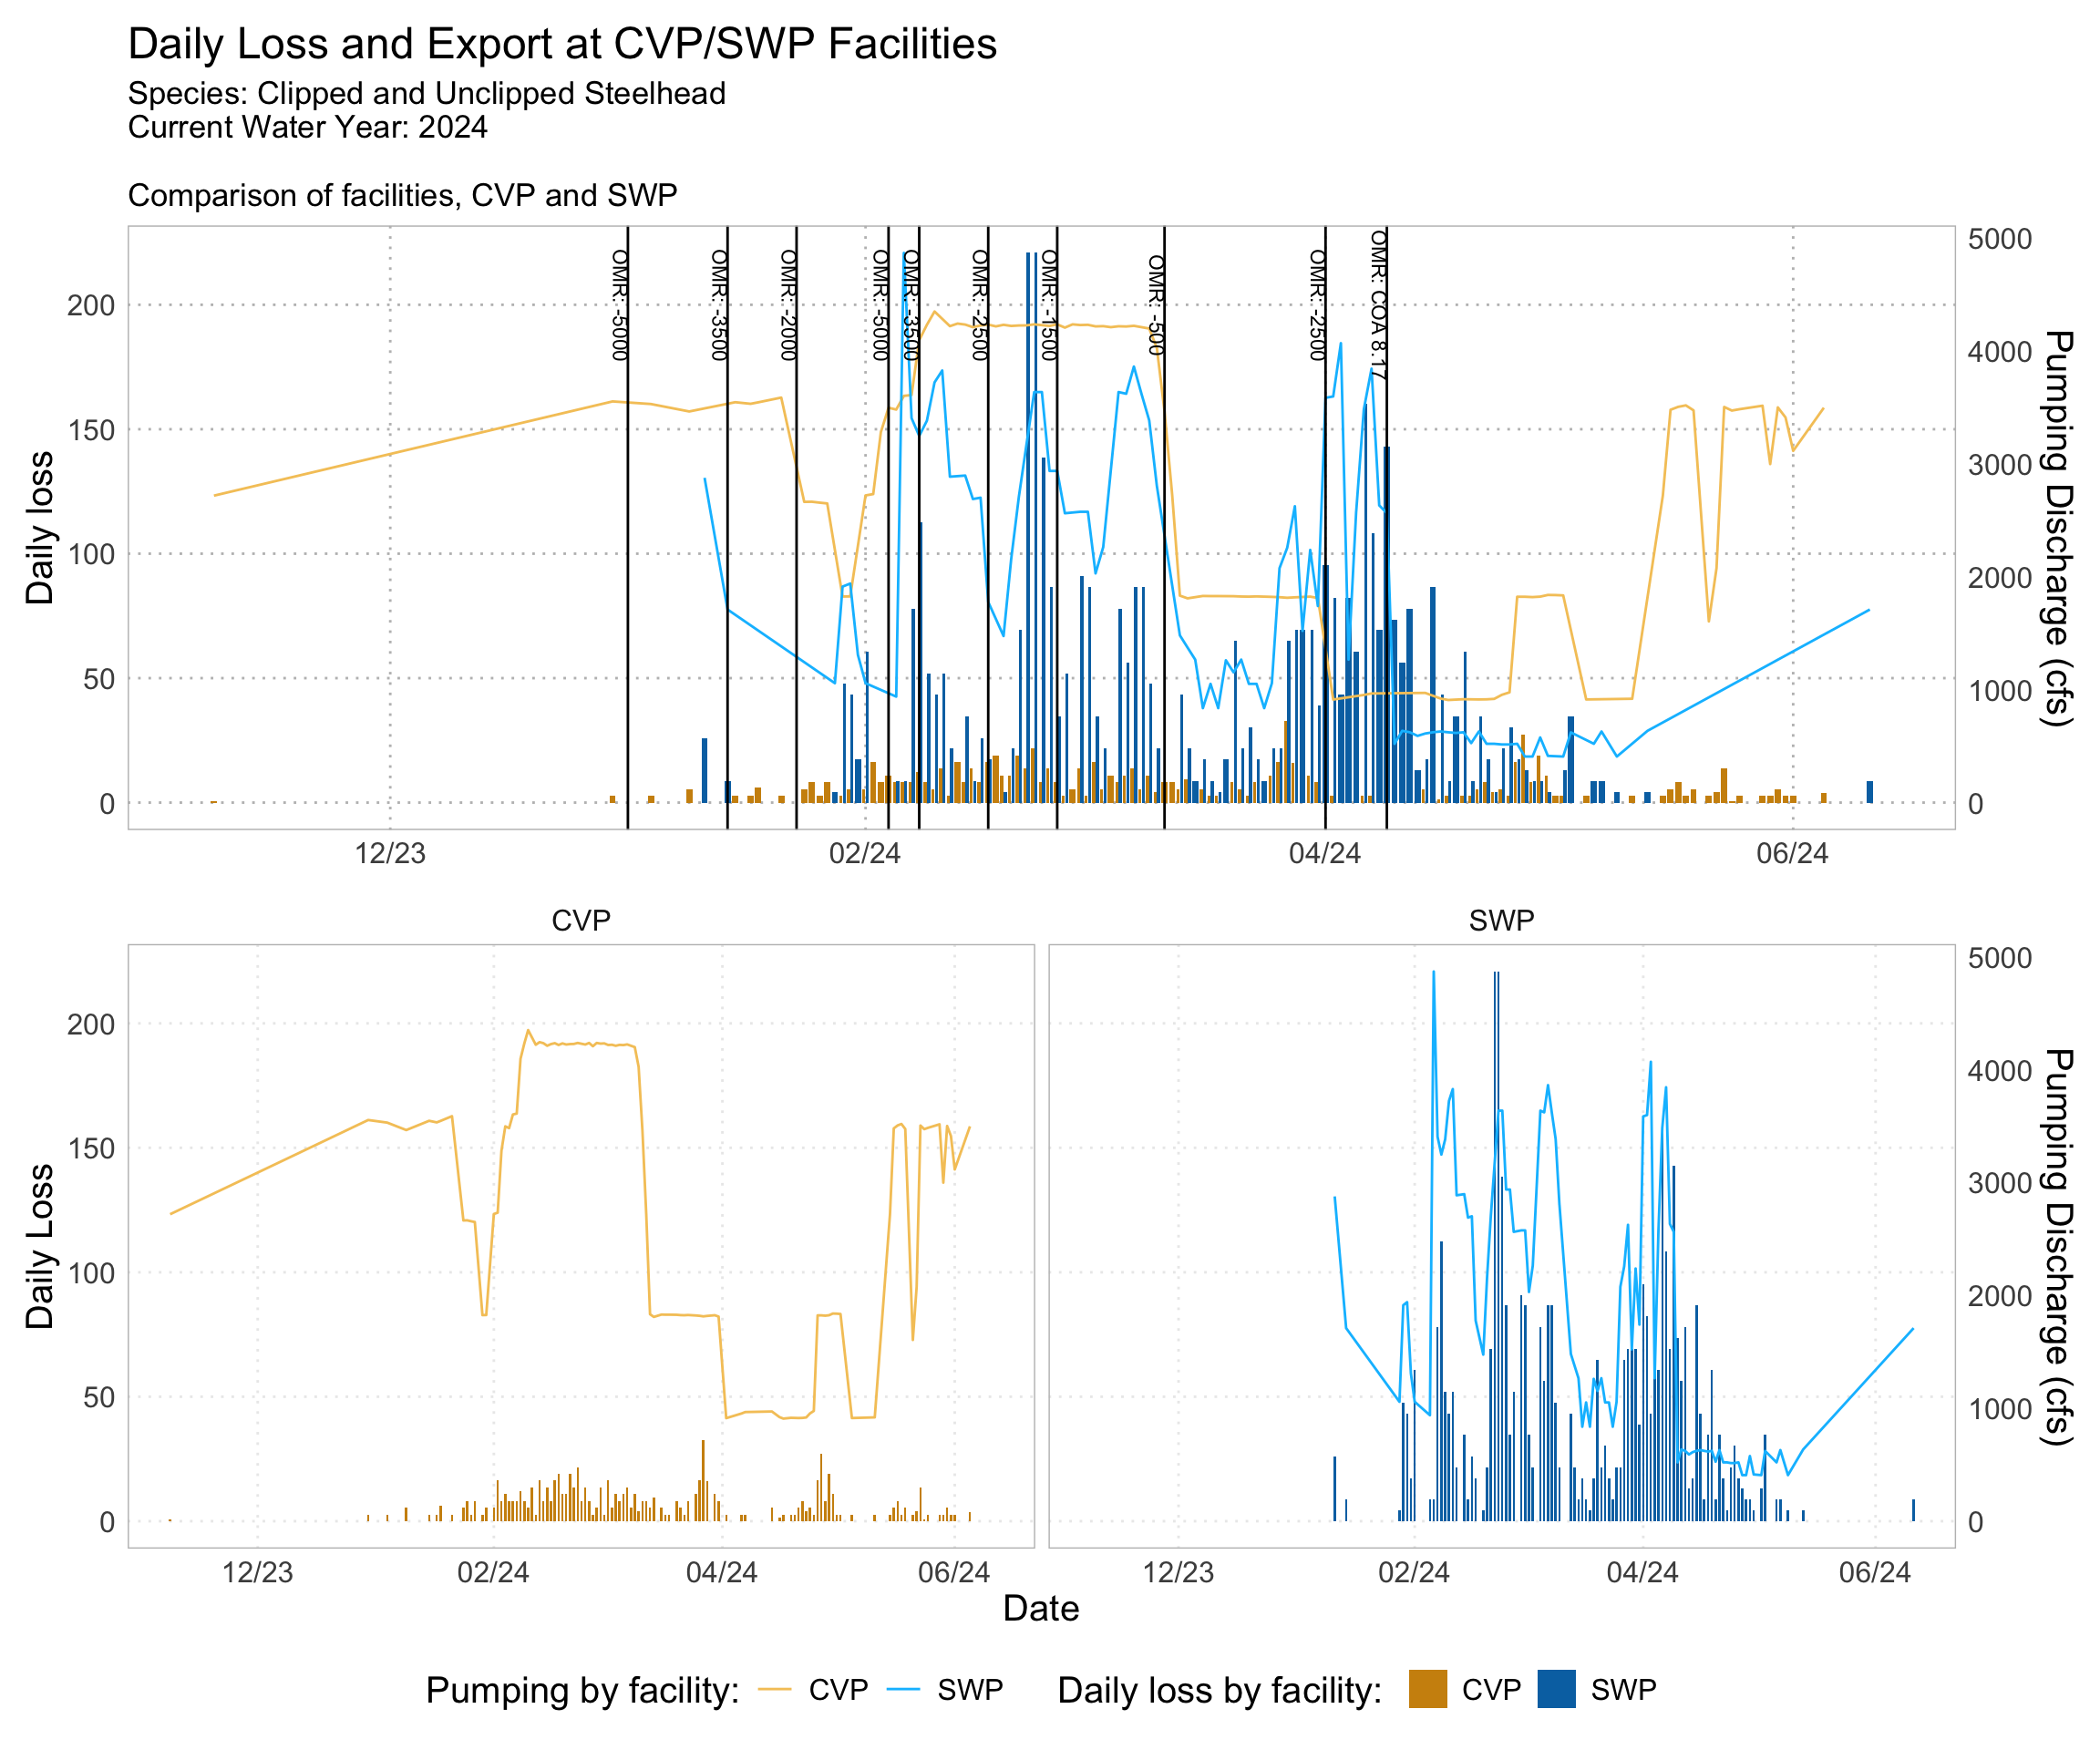 Daily Loss and Export at CVP/SWP Facilities
Species: Clipped and Unclipped Steelhead
Current Water Year: 2024
Comparison of facilities, CVP and SWP
Daily loss
200
150
100
50
0
OMR: -5000
OMR: -3500
OMR: -2000
OMR: -5000
OMR: -3500
OMR: -2500
OMR: -1500
OMR: -500
OMR: -2500
OMR: COA 8.17
5000
4000
3000
2000
1000
0
Pumping Discharge (cfs)
12/23
02/24
04/24
06/24
CVP
SWP
Daily Loss
200
150
100
50
0
5000
4000
3000
2000
1000
0
Pumping Discharge (cfs)
12/23
02/24
04/24
06/24
12/23
02/24
04/24
06/24
Date
Pumping by facility: CVP SWP Daily loss by facility: CVP SWP